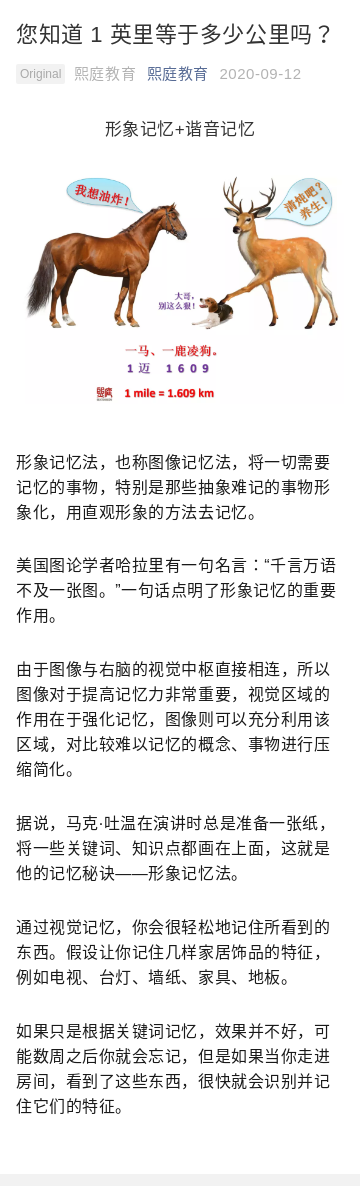 您知道 1 英里等于多少公里吗？
Original 熙庭教育 熙庭教育 2020-09-12
形象记忆+谐音记忆
我想油炸！
清炖吧？
养生！
大哥，
别这么狠！
一马、一鹿凌狗。
1 迈 1 6 0 9
熙庭 1 mile = 1.609 km
形象记忆法，也称图像记忆法，将一切需要
记忆的事物，特别是那些抽象难记的事物形
象化，用直观形象的方法去记忆。
美国图论学者哈拉里有一句名言：“千言万语
不及一张图。”一句话点明了形象记忆的重要
作用。
由于图像与右脑的视觉中枢直接相连，所以
图像对于提高记忆力非常重要，视觉区域的
作用在于强化记忆，图像则可以充分利用该
区域，对比较难以记忆的概念、事物进行压
缩简化。
据说，马克·吐温在演讲时总是准备一张纸，
将一些关键词、知识点都画在上面，这就是
他的记忆秘诀——形象记忆法。
通过视觉记忆，你会很轻松地记住所看到的
东西。假设让你记住几样家居饰品的特征，
例如电视、台灯、墙纸、家具、地板。
如果只是根据关键词记忆，效果并不好，可
能数周之后你就会忘记，但是如果当你走进
房间，看到了这些东西，很快就会识别并记
住它们的特征。